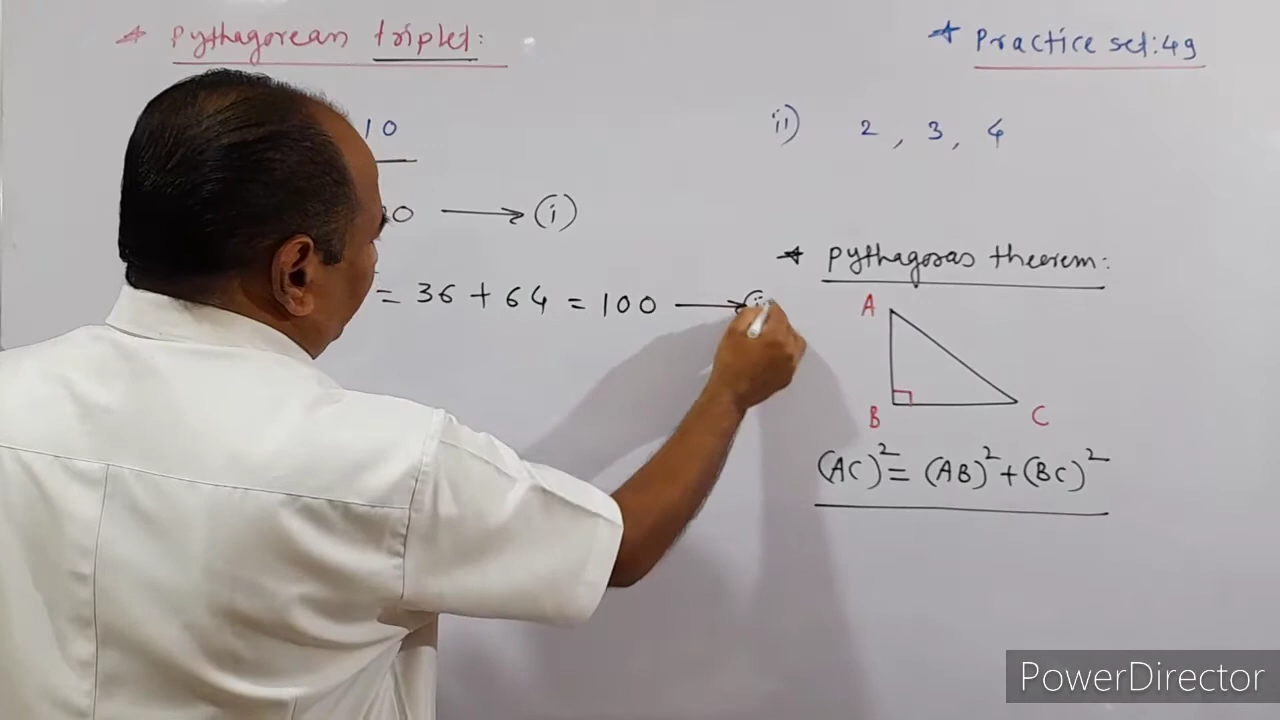 * Pythagorean triplet:
* Practice set:49
10
ii) 2 , 3 , 4
00 → (i)
= 36 + 64 = 100 →
* Pythagoras theorem:
A
B
C
(AC)² = (AB)² + (BC)²
PowerDirector